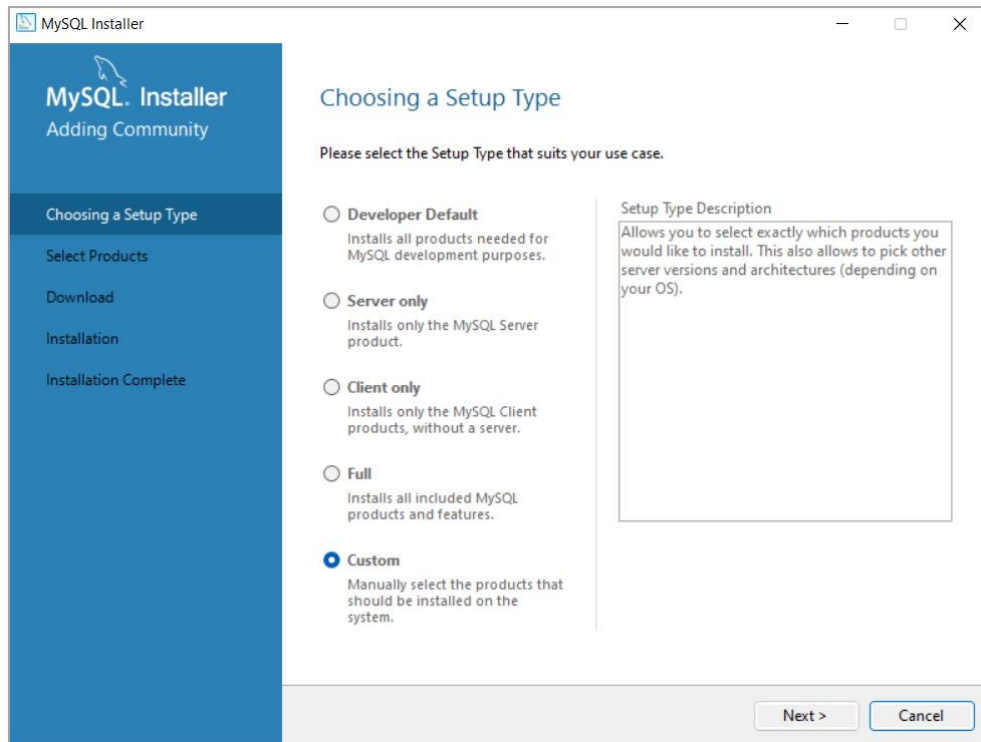 MySQL Installer
MySQL. Installer
Adding Community
Choosing a Setup Type
Select Products
Download
Installation
Installation Complete
Choosing a Setup Type
Please select the Setup Type that suits your use case.
Developer Default
Installs all products needed for
MySQL development purposes.
Server only
Installs only the MySQL Server
product.
Client only
Installs only the MySQL Client
products, without a server.
Full
Installs all included MySQL
products and features.
Custom
Manually select the products that
should be installed on the
system.
Setup Type Description
Allows you to select exactly which products you
would like to install. This also allows to pick other
server versions and architectures (depending on
your OS).
Next >
Cancel